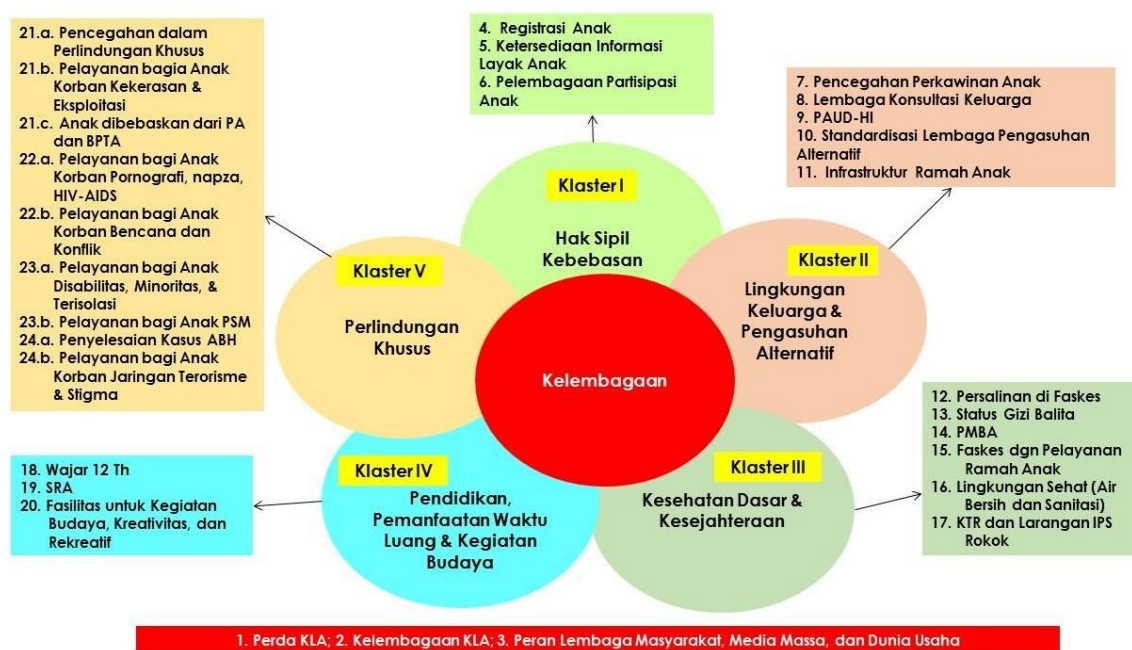 21.a. Pencegahan dalam
Perlindungan Khusus
21.b. Pelayanan bagia Anak
Korban Kekerasan &
Eksploitasi
21.c. Anak dibebaskan dari PA
dan BPTA
22.a. Pelayanan bagi Anak
Korban Pornografi, napza,
HIV-AIDS
22.b. Pelayanan bagi Anak
Korban Bencana dan
Konflik
23.a. Pelayanan bagi Anak
Disabilitas, Minoritas, &
Terisolasi
23.b. Pelayanan bagi Anak PSM
24.a. Penyelesaian Kasus ABH
24.b. Pelayanan bagi Anak
Korban Jaringan Terorisme
& Stigma
4. Registrasi Anak
5. Ketersediaan Informasi
Layak Anak
6. Pelembagaan Partisipasi
Anak
7. Pencegahan Perkawinan Anak
8. Lembaga Konsultasi Keluarga
9. PAUD-HI
10. Standardisasi Lembaga Pengasuhan
Alternatif
11. Infrastruktur Ramah Anak
Klaster I
Hak Sipil
Kebebasan
Klaster II
Lingkungan
Keluarga &
Pengasuhan
Alternatif
Klaster V
Perlindungan
Khusus
Kelembagaan
Klaster III
Kesehatan Dasar &
Kesejahteraan
Klaster IV
Pendidikan,
Pemanfaatan Waktu
Luang & Kegiatan
Budaya
12. Persalinan di Faskes
13. Status Gizi Balita
14. PMBA
15. Faskes dgn Pelayanan
Ramah Anak
16. Lingkungan Sehat (Air
Bersih dan Sanitasi)
17. KTR dan Larangan IPS
Rokok
18. Wajar 12 Th
19. SRA
20. Fasilitas untuk Kegiatan
Budaya, Kreativitas, dan
Rekreatif
1. Perda KLA; 2. Kelembagaan KLA; 3. Peran Lembaga Masyarakat, Media Massa, dan Dunia Usaha